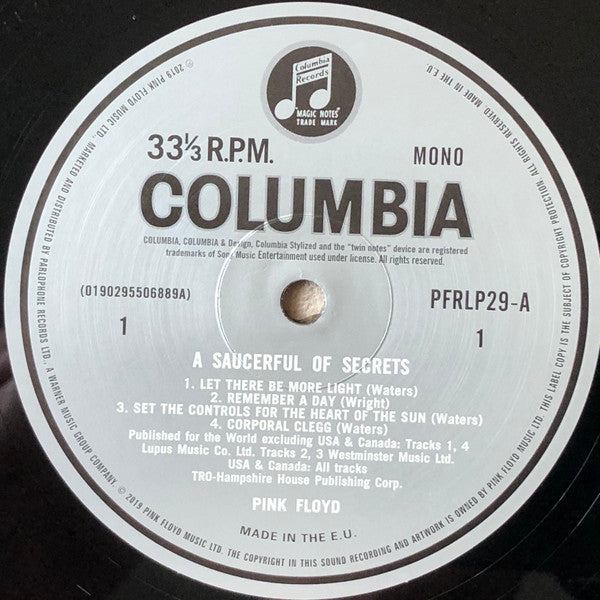 Columbia
Records
"MAGIC NOTES"
TRADE MARK
33⅓ R.P.M.
MONO
COLUMBIA
COLUMBIA, COLUMBIA & Design, Columbia Stylized and the "twin notes" device are registered
trademarks of Sony Music Entertainment used under license. All rights reserved.
(0190295506889A)
PFRLP29-A
1
1
A SAUCERFUL OF SECRETS
1. LET THERE BE MORE LIGHT (Waters)
2. REMEMBER A DAY (Wright)
3. SET THE CONTROLS FOR THE HEART OF THE SUN (Waters)
4. CORPORAL CLEGG (Waters)
Published for the World excluding USA & Canada: Tracks 1, 4
Lupus Music Co. Ltd. Tracks 2, 3 Westminster Music Ltd.
USA & Canada: All tracks
TRO-Hampshire House Publishing Corp.
PINK FLOYD
MADE IN THE E.U.
℗ 2019 PINK FLOYD MUSIC LTD., MARKETED AND DISTRIBUTED BY PARLOPHONE RECORDS LTD., A WARNER MUSIC GROUP COMPANY. © 2019 PINK FLOYD MUSIC LTD. THE COPYRIGHT IN THIS SOUND RECORDING AND ARTWORK IS OWNED BY PINK FLOYD MUSIC LTD. THIS LABEL COPY IS THE SUBJECT OF COPYRIGHT PROTECTION. ALL RIGHTS RESERVED. MADE IN THE E.U.